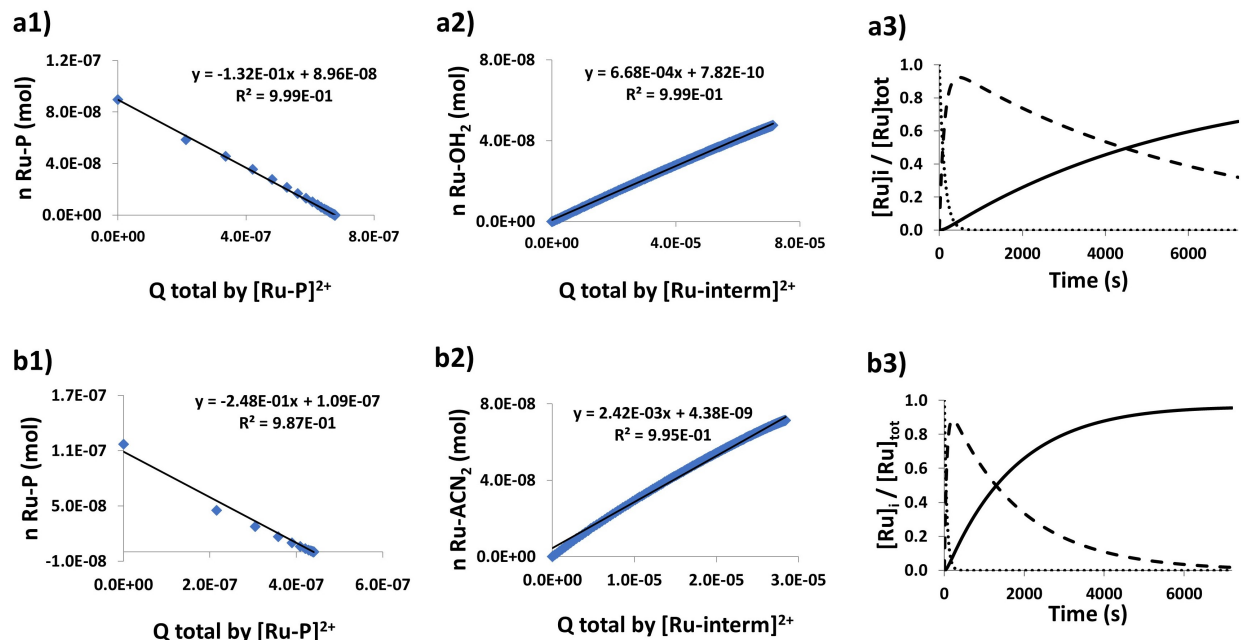 a1)
1.2E-07
8.0E-08
4.0E-08
0.0E+00
n Ru-P (mol)
y = -1.32E-01x + 8.96E-08
R² = 9.99E-01
0.0E+00 4.0E-07 8.0E-07
Q total by [Ru-P]²⁺
a2)
8.0E-08
4.0E-08
0.0E+00
n Ru-OH₂ (mol)
y = 6.68E-04x + 7.82E-10
R² = 9.99E-01
0.0E+00 4.0E-05 8.0E-05
Q total by [Ru-interm]²⁺
a3)
1.0
0.8
0.6
0.4
0.2
0.0
[Ru]i / [Ru]tot
0 2000 4000 6000
Time (s)
b1)
1.7E-07
1.1E-07
5.0E-08
-1.0E-08
n Ru-P (mol)
y = -2.48E-01x + 1.09E-07
R² = 9.87E-01
0.0E+00 2.0E-07 4.0E-07 6.0E-07
Q total by [Ru-P]²⁺
b2)
8.0E-08
4.0E-08
0.0E+00
n Ru-ACN₂ (mol)
y = 2.42E-03x + 4.38E-09
R² = 9.95E-01
0.0E+00 1.0E-05 2.0E-05 3.0E-05
Q total by [Ru-interm]²⁺
b3)
1.0
0.8
0.6
0.4
0.2
0.0
[Ru]ᵢ / [Ru]ₜₒₜ
0 2000 4000 6000
Time (s)